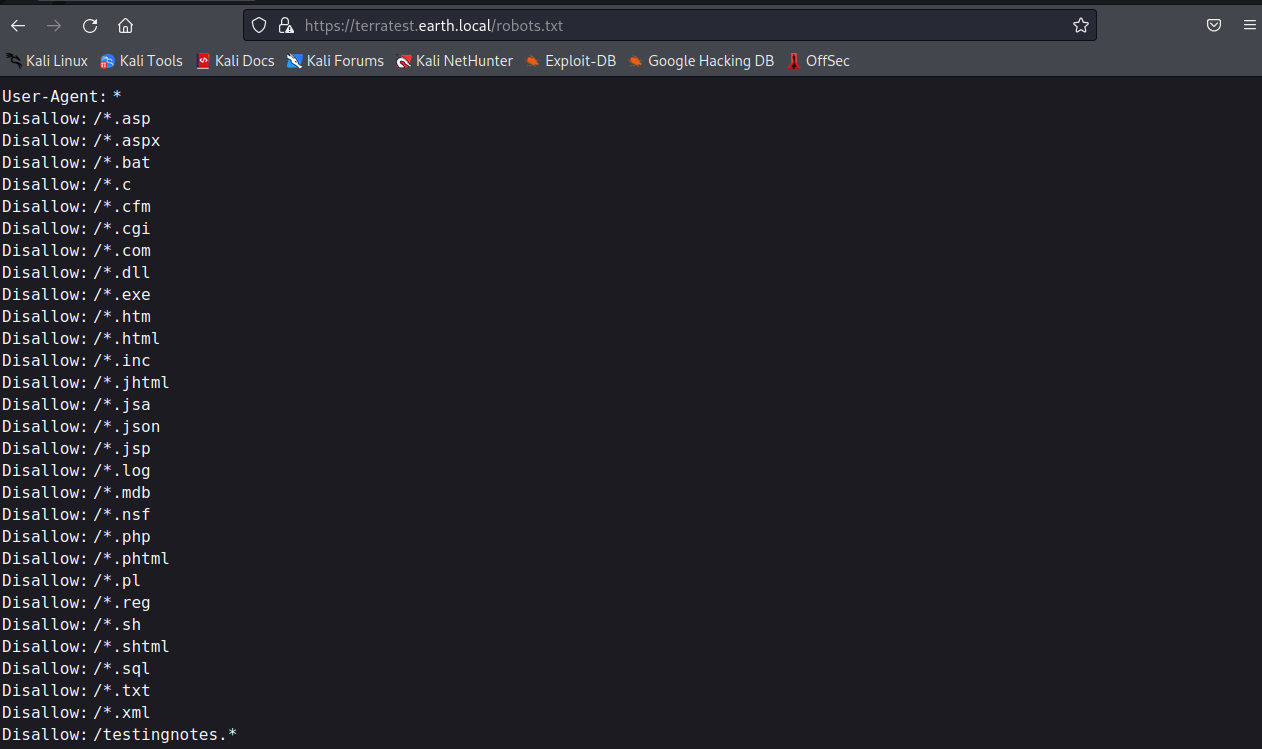 https://terratest.earth.local/robots.txt
Kali Linux Kali Tools Kali Docs Kali Forums Kali NetHunter Exploit-DB Google Hacking DB OffSec
User-Agent: *
Disallow: /*.asp
Disallow: /*.aspx
Disallow: /*.bat
Disallow: /*.c
Disallow: /*.cfm
Disallow: /*.cgi
Disallow: /*.com
Disallow: /*.dll
Disallow: /*.exe
Disallow: /*.htm
Disallow: /*.html
Disallow: /*.inc
Disallow: /*.jhtml
Disallow: /*.jsa
Disallow: /*.json
Disallow: /*.jsp
Disallow: /*.log
Disallow: /*.mdb
Disallow: /*.nsf
Disallow: /*.php
Disallow: /*.phtml
Disallow: /*.pl
Disallow: /*.reg
Disallow: /*.sh
Disallow: /*.shtml
Disallow: /*.sql
Disallow: /*.txt
Disallow: /*.xml
Disallow: /testingnotes.*